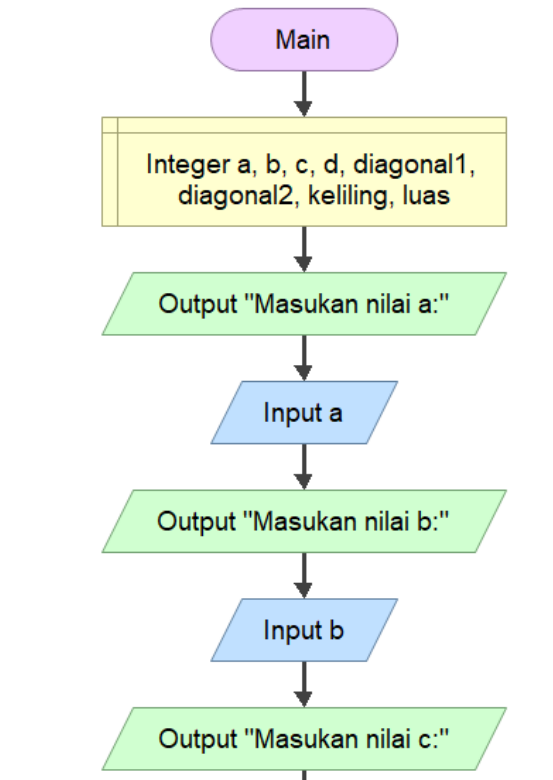 Main
Integer a, b, c, d, diagonal1,
diagonal2, keliling, luas
Output "Masukan nilai a:"
Input a
Output "Masukan nilai b:"
Input b
Output "Masukan nilai c:"